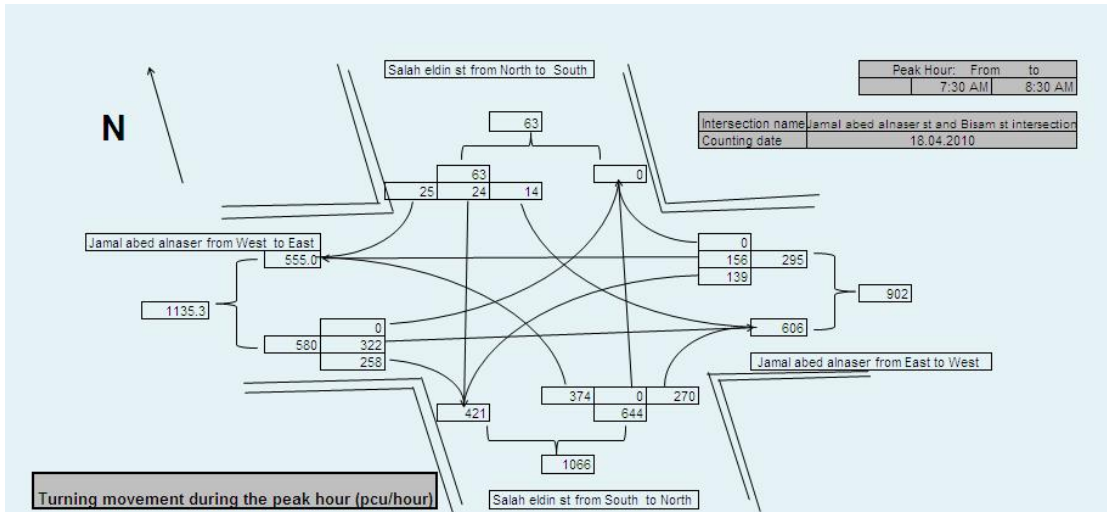 Salah eldin st from North to South
Peak Hour: From to
7:30 AM 8:30 AM
N
63
Intersection name Jamal abed alnaser st and Bisam st intersection
Counting date 18.04.2010
63 0
25 24 14
Jamal abed alnaser from West to East
0
555.0 156 295
139
1135.3 902
0 606
580 322
258 Jamal abed alnaser from East to West
374 0 270
421 644
1066
Turning movement during the peak hour (pcu/hour)
Salah eldin st from South to North